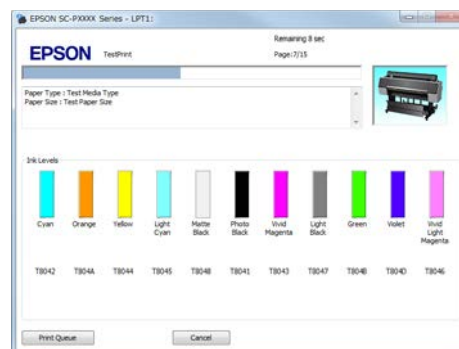 EPSON SC-PXXXX Series - LPT1:
EPSON
TestPrint
Remaining 8 sec
Page:7/15
Paper Type : Test Media Type
Paper Size : Test Paper Size
Ink Levels
Cyan Orange Yellow Light Cyan Matte Black Photo Black Vivid Magenta Light Black Green Violet Vivid Light Magenta
T8042 T804A T8044 T8045 T8048 T8041 T8043 T8047 T804B T804D T8046
Print Queue Cancel